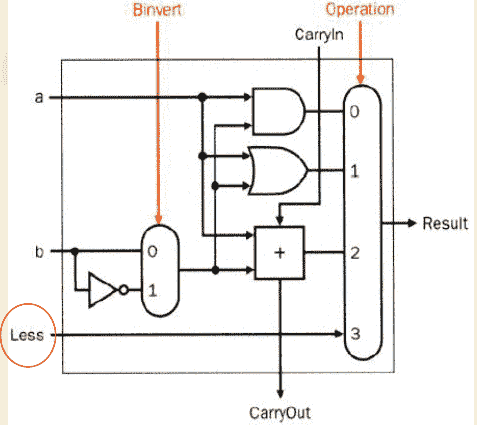 Binvert
Operation
CarryIn
a
0
1
b
0
1
+
2
Less
3
Result
CarryOut